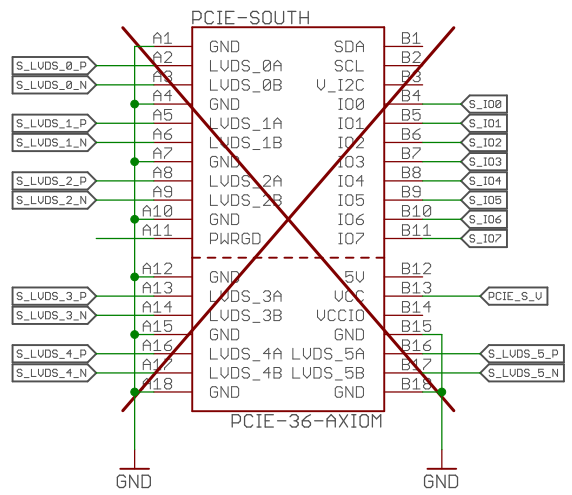 PCIE-SOUTH
A1 GND SDA B1
S_LVDS_0_P A2 LVDS_0A SCL B2
S_LVDS_0_N A3 LVDS_0B V_I2C B3
A4 GND IO0 B4 S_IO0
S_LVDS_1_P A5 LVDS_1A IO1 B5 S_IO1
S_LVDS_1_N A6 LVDS_1B IO2 B6 S_IO2
A7 GND IO3 B7 S_IO3
S_LVDS_2_P A8 LVDS_2A IO4 B8 S_IO4
S_LVDS_2_N A9 LVDS_2B IO5 B9 S_IO5
A10 GND IO6 B10 S_IO6
A11 PWRGD IO7 B11 S_IO7
A12 GND 5V B12
S_LVDS_3_P A13 LVDS_3A VCC B13 PCIE_S_V
S_LVDS_3_N A14 LVDS_3B VCCIO B14
A15 GND GND B15
S_LVDS_4_P A16 LVDS_4A LVDS_5A B16 S_LVDS_5_P
S_LVDS_4_N A17 LVDS_4B LVDS_5B B17 S_LVDS_5_N
A18 GND GND B18
PCIE-36-AXIOM
GND GND